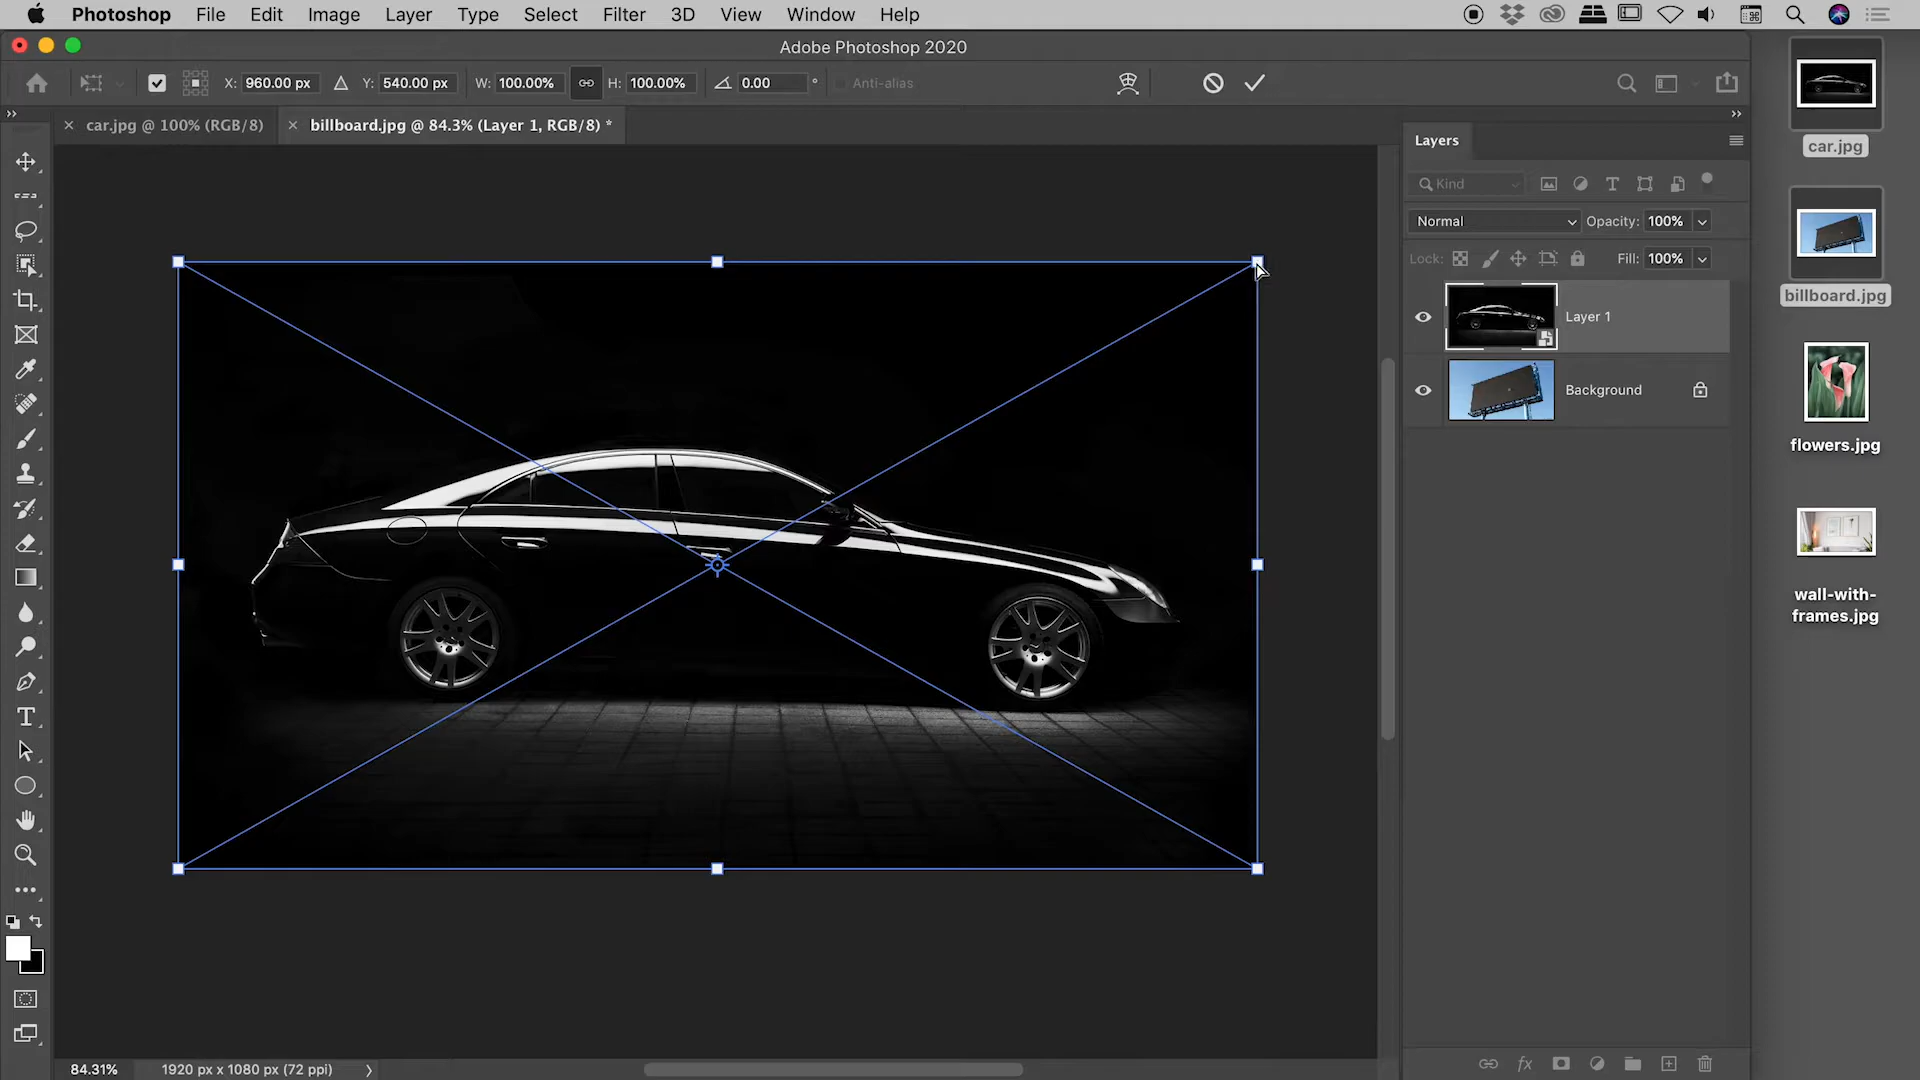 Photoshop File Edit Image Layer Type Select Filter 3D View Window Help
Adobe Photoshop 2020
X: 960.00 px Y: 540.00 px W: 100.00% H: 100.00% 0.00 ° Anti-alias
car.jpg @ 100% (RGB/8)
billboard.jpg @ 84.3% (Layer 1, RGB/8) *
Layers
Kind
Normal Opacity: 100%
Lock: Fill: 100%
Layer 1
Background
car.jpg
billboard.jpg
flowers.jpg
wall-with-
frames.jpg
84.31% 1920 px x 1080 px (72 ppi)